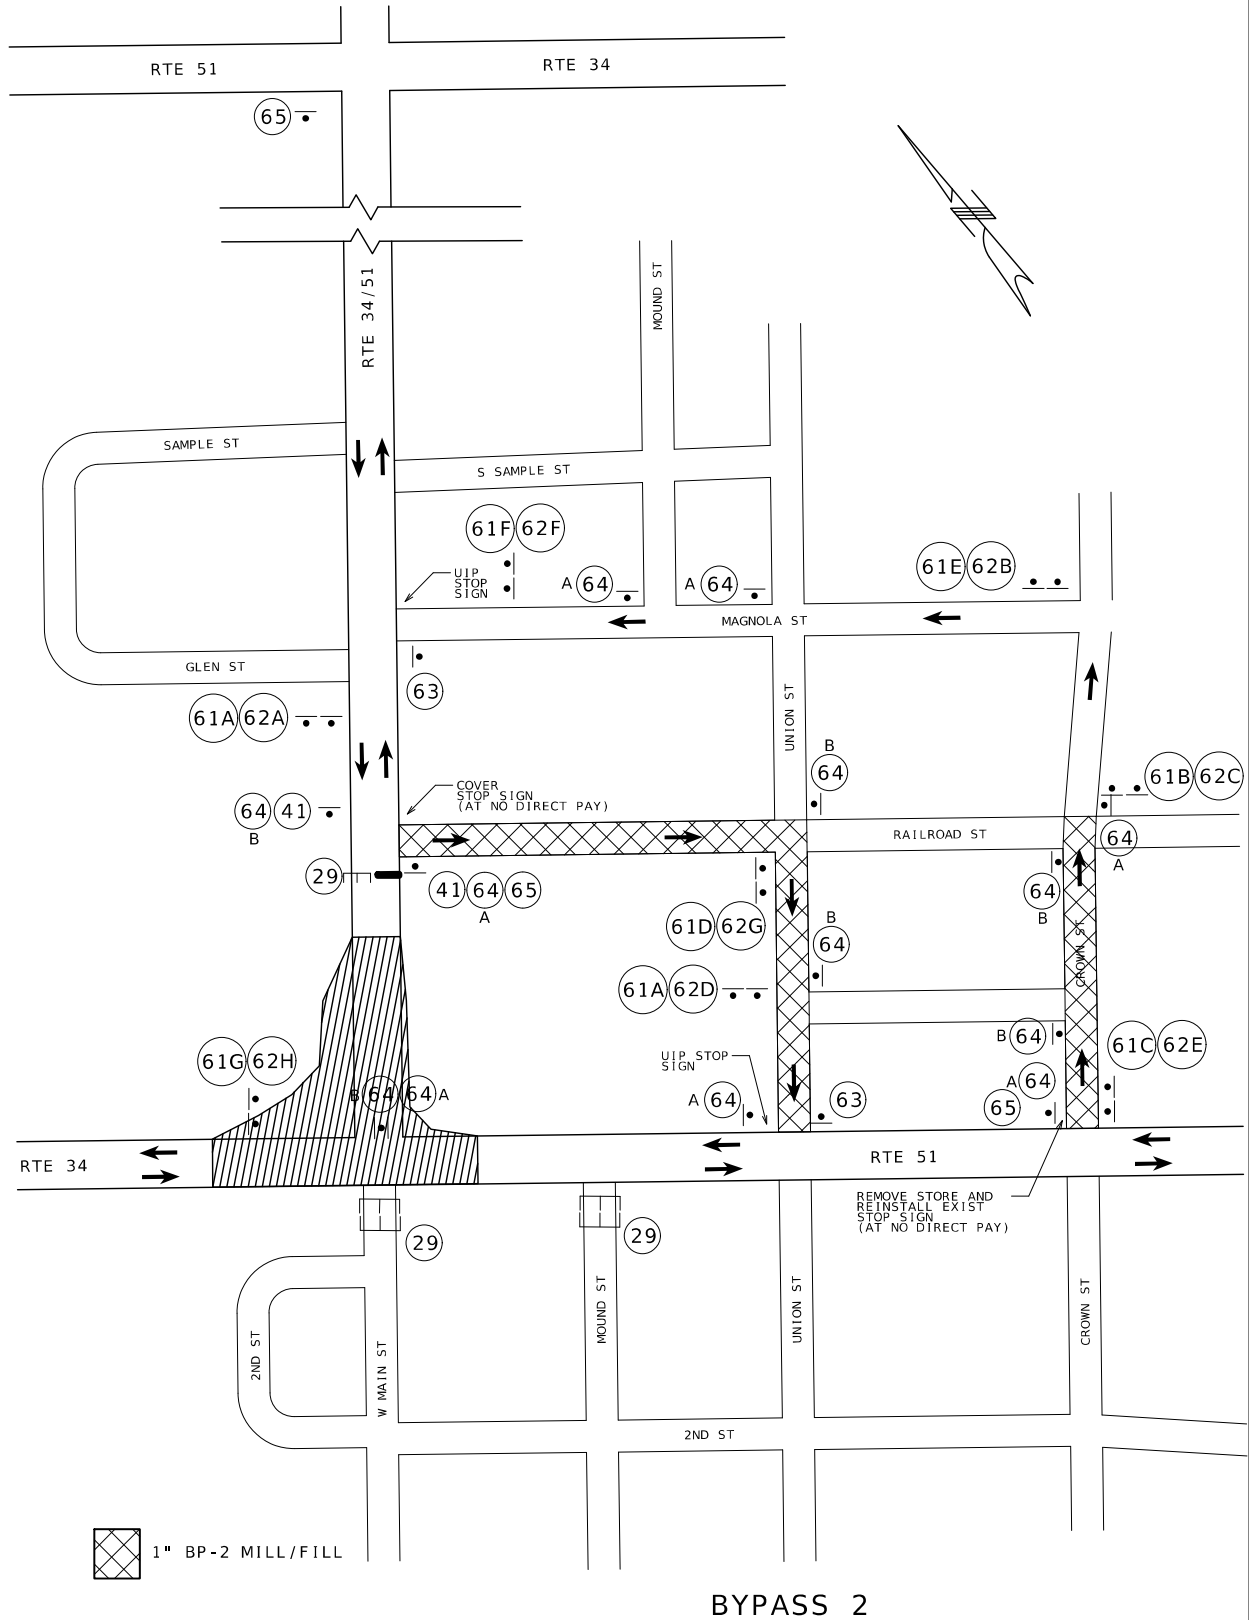 RTE 51
RTE 34
65
RTE 34/51
MOUND ST
SAMPLE ST
S SAMPLE ST
61F 62F
UIP
STOP
SIGN
A 64
A 64
61E 62B
MAGNOLA ST
GLEN ST
63
61A 62A
UNION ST
B
64
61B 62C
COVER
STOP SIGN
(AT NO DIRECT PAY)
64 41
B
RAILROAD ST
64
A
29
41 64 65
A
64
B
61D 62G
B
64
CROWN ST
61A 62D
B 64
61C 62E
61G 62H
UIP STOP
SIGN
B 64 64 A
A 64
63
A 64
65
RTE 34
RTE 51
REMOVE STORE AND
REINSTALL EXIST
STOP SIGN
(AT NO DIRECT PAY)
29
29
2ND ST
W MAIN ST
MOUND ST
UNION ST
CROWN ST
2ND ST
1" BP-2 MILL/FILL
BYPASS 2